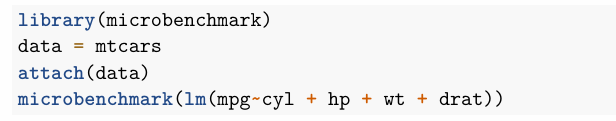 library(microbenchmark)
data = mtcars
attach(data)
microbenchmark(lm(mpg~cyl + hp + wt + drat))